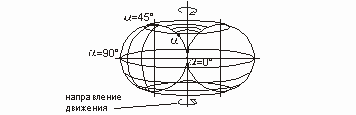 α=45°
α
α=90°
α=0°
направление
движения